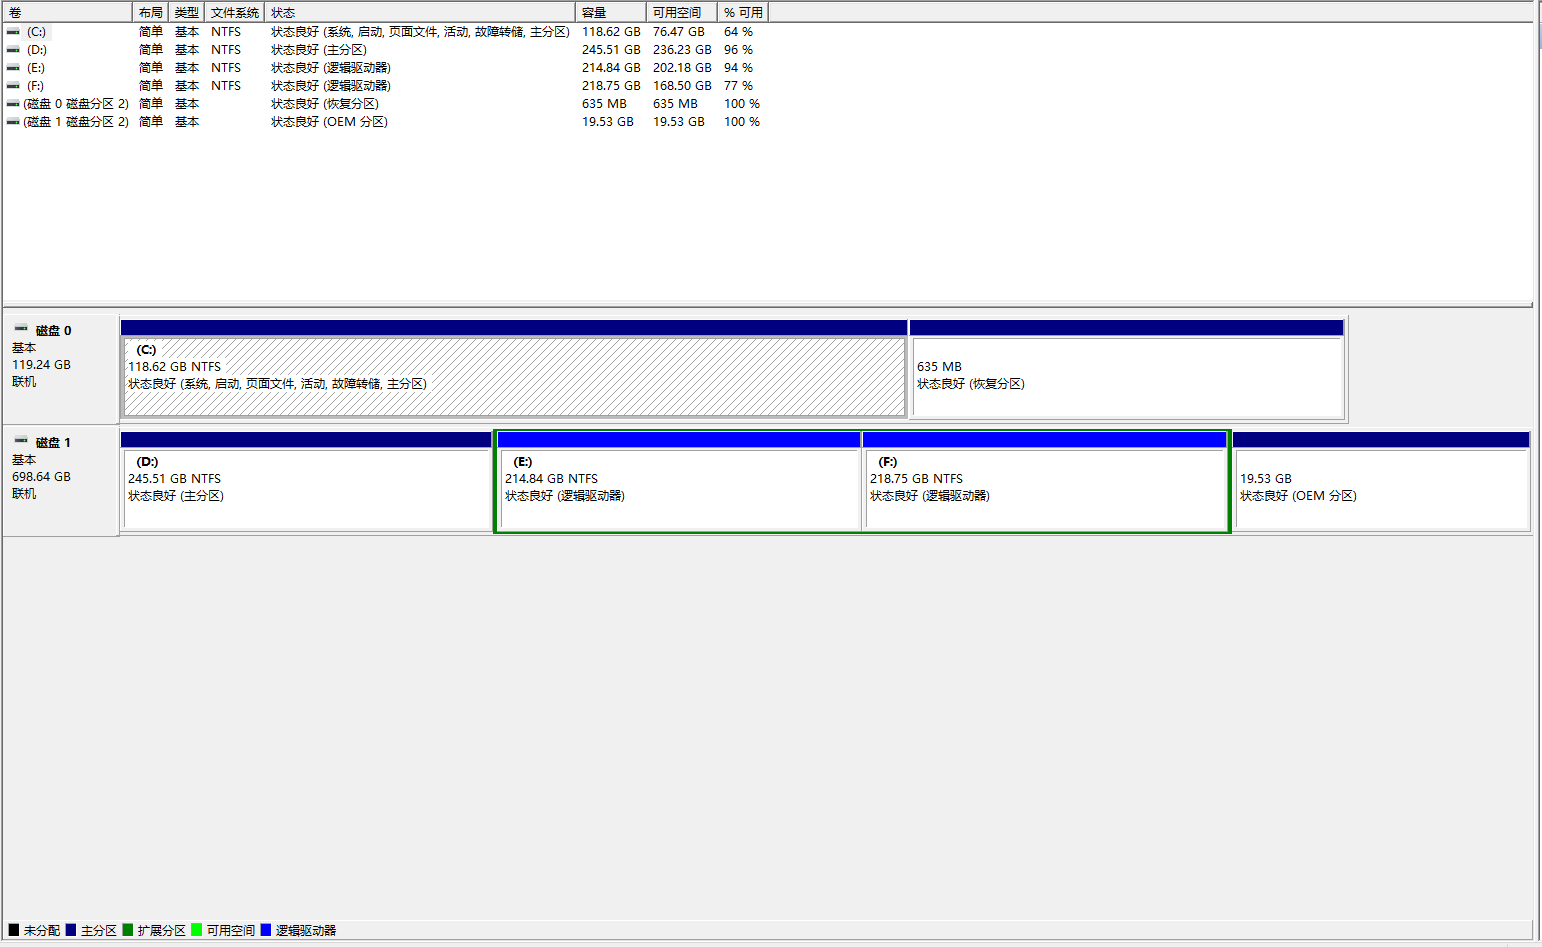 卷 布局 类型 文件系统 状态 容量 可用空间 % 可用
(C:) 简单 基本 NTFS 状态良好 (系统, 启动, 页面文件, 活动, 故障转储, 主分区) 118.62 GB 76.47 GB 64 %
(D:) 简单 基本 NTFS 状态良好 (主分区) 245.51 GB 236.23 GB 96 %
(E:) 简单 基本 NTFS 状态良好 (逻辑驱动器) 214.84 GB 202.18 GB 94 %
(F:) 简单 基本 NTFS 状态良好 (逻辑驱动器) 218.75 GB 168.50 GB 77 %
(磁盘 0 磁盘分区 2) 简单 基本 状态良好 (恢复分区) 635 MB 635 MB 100 %
(磁盘 1 磁盘分区 2) 简单 基本 状态良好 (OEM 分区) 19.53 GB 19.53 GB 100 %
磁盘 0
基本
119.24 GB
联机
(C:)
118.62 GB NTFS
状态良好 (系统, 启动, 页面文件, 活动, 故障转储, 主分区)
635 MB
状态良好 (恢复分区)
磁盘 1
基本
698.64 GB
联机
(D:)
245.51 GB NTFS
状态良好 (主分区)
(E:)
214.84 GB NTFS
状态良好 (逻辑驱动器)
(F:)
218.75 GB NTFS
状态良好 (逻辑驱动器)
19.53 GB
状态良好 (OEM 分区)
未分配 主分区 扩展分区 可用空间 逻辑驱动器